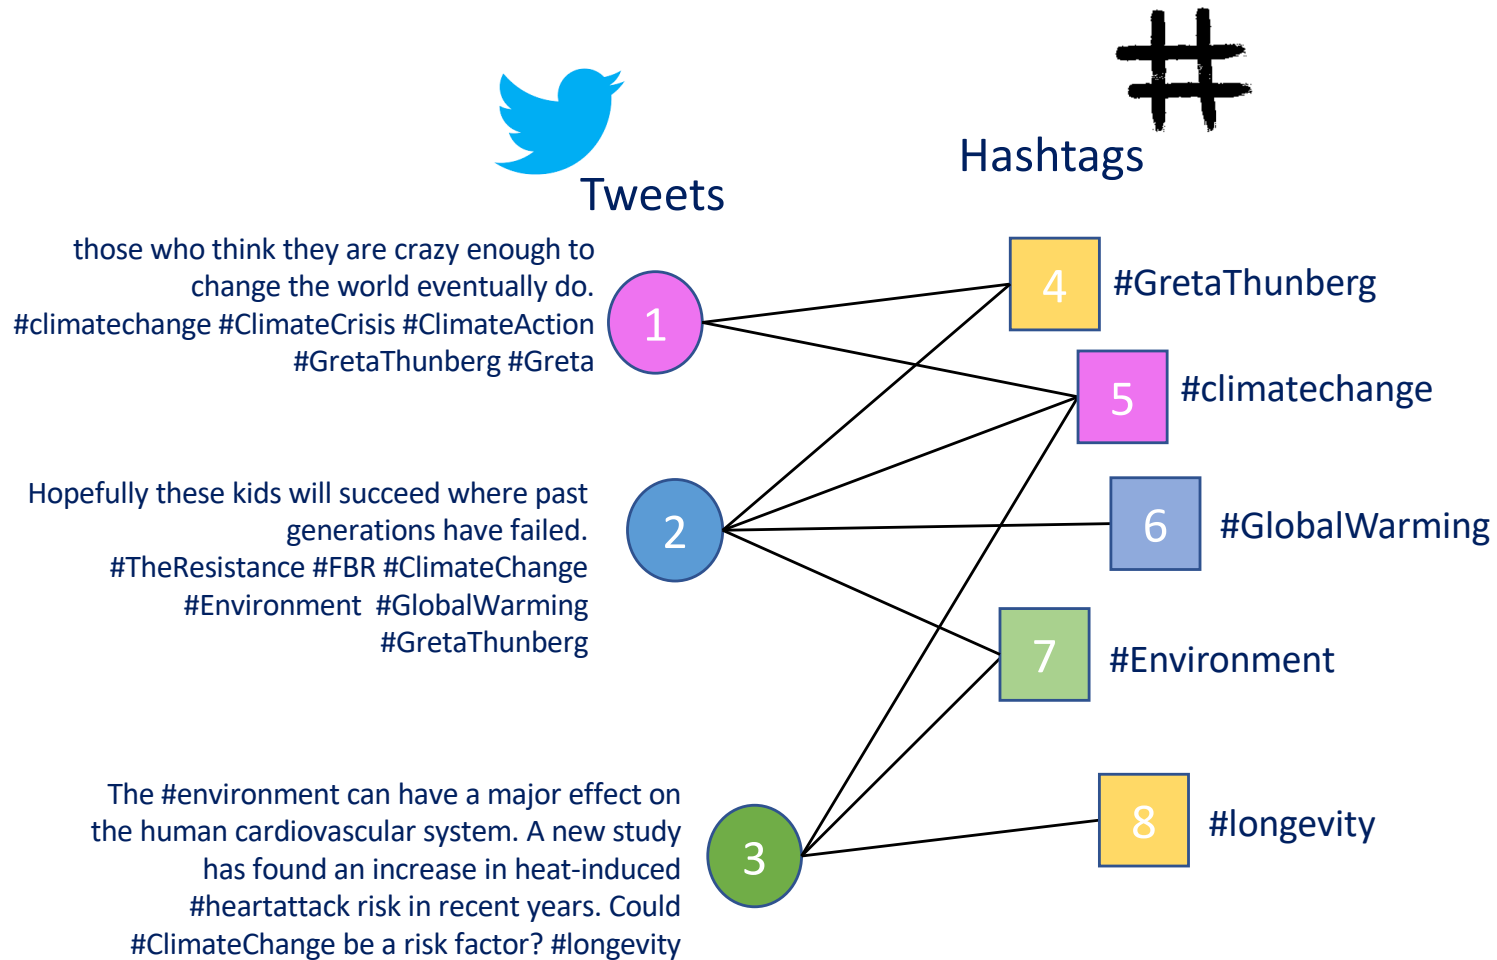 Hashtags
Tweets
those who think they are crazy enough to
change the world eventually do.
#climatechange #ClimateCrisis #ClimateAction
#GretaThunberg #Greta
1
4
#GretaThunberg
5
#climatechange
Hopefully these kids will succeed where past
generations have failed.
#TheResistance #FBR #ClimateChange
#Environment #GlobalWarming
#GretaThunberg
2
6
#GlobalWarming
7
#Environment
The #environment can have a major effect on
the human cardiovascular system. A new study
has found an increase in heat-induced
#heartattack risk in recent years. Could
#ClimateChange be a risk factor? #longevity
3
8
#longevity